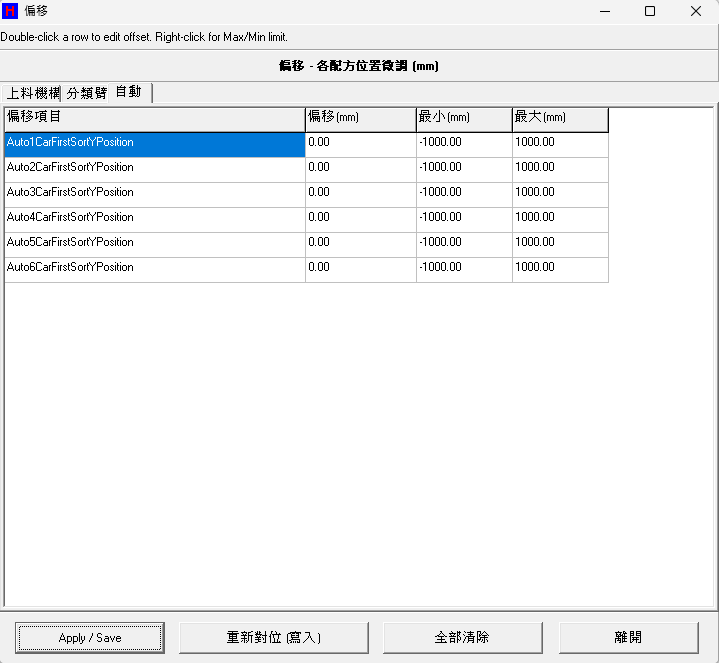 H 偏移
Double-click a row to edit offset. Right-click for Max/Min limit.
偏移 - 各配方位置微調 (mm)
上料機構 分類臂 自動
偏移項目 偏移(mm) 最小(mm) 最大(mm)
Auto1CarFirstSortYPosition 0.00 -1000.00 1000.00
Auto2CarFirstSortYPosition 0.00 -1000.00 1000.00
Auto3CarFirstSortYPosition 0.00 -1000.00 1000.00
Auto4CarFirstSortYPosition 0.00 -1000.00 1000.00
Auto5CarFirstSortYPosition 0.00 -1000.00 1000.00
Auto6CarFirstSortYPosition 0.00 -1000.00 1000.00
Apply / Save 重新對位 (寫入) 全部清除 離開